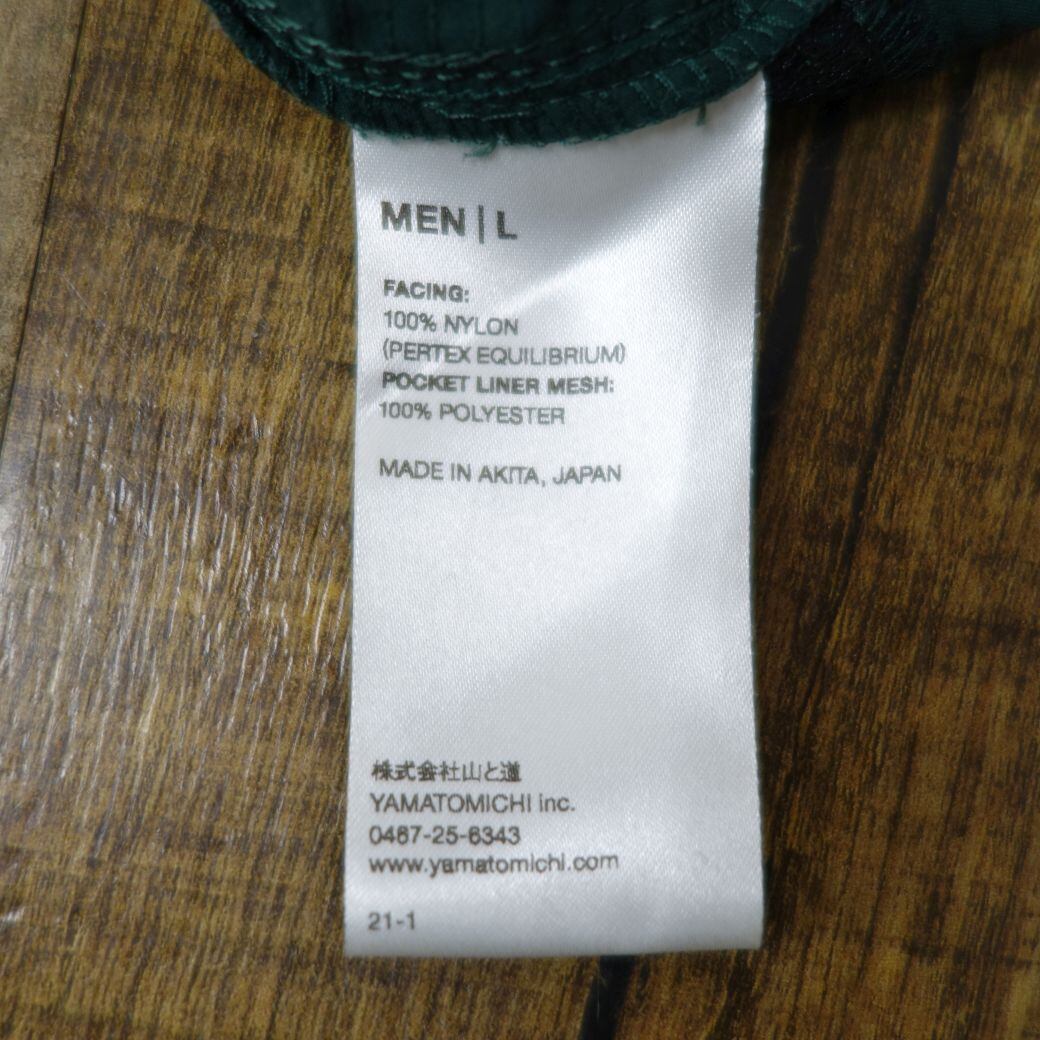 MEN | L
FACING:
100% NYLON
(PERTEX EQUILIBRIUM)
POCKET LINER MESH:
100% POLYESTER
MADE IN AKITA, JAPAN
株式会社山と道
YAMATOMICHI inc.
0467-25-6343
www.yamatomichi.com
21-1